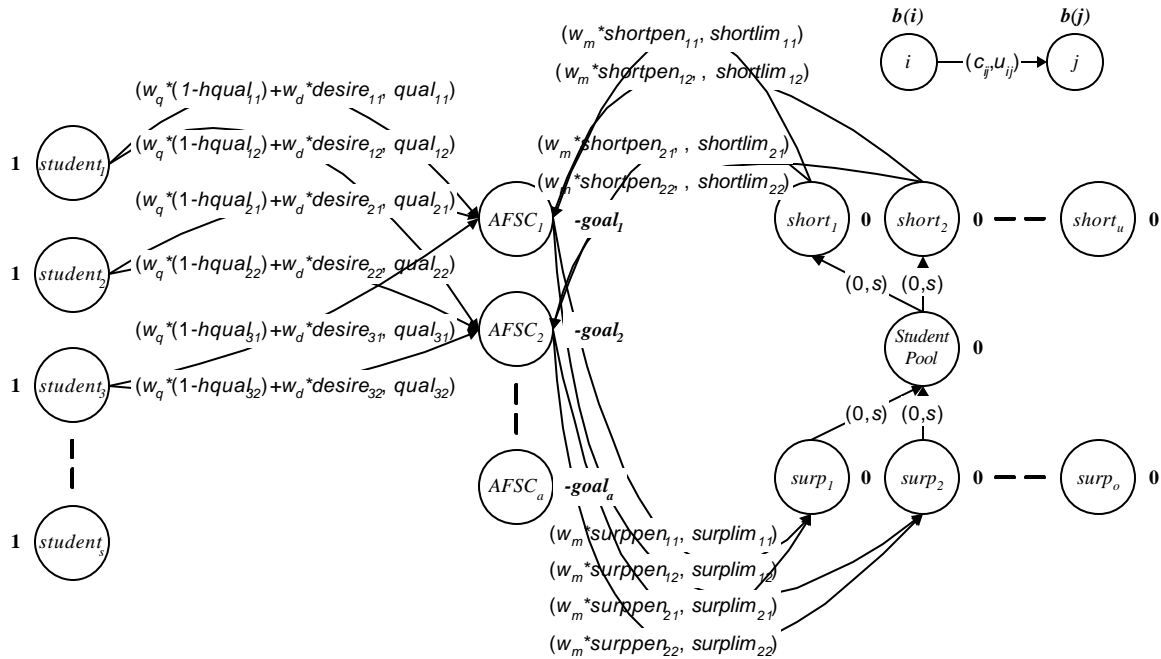 b(i) b(j)
i (c_ij,u_ij) j
(w_m*shortpen_11, shortlim_11)
(w_m*shortpen_12, , shortlim_12)
(w_q*(1-hqual_11)+w_d*desire_11, qual_11)
(w_q*(1-hqual_12)+w_d*desire_12, qual_12)
(w_m*shortpen_21, , shortlim_21)
(w_m*shortpen_22, , shortlim_22)
1 student_1
(w_q*(1-hqual_21)+w_d*desire_21, qual_21)
AFSC_1 -goal_1
short_1 0 short_2 0 short_u 0
1 student_2
(w_q*(1-hqual_22)+w_d*desire_22, qual_22)
(0,s) (0,s)
(w_q*(1-hqual_31)+w_d*desire_31, qual_31)
AFSC_2 -goal_2
Student
Pool 0
1 student_3
(w_q*(1-hqual_32)+w_d*desire_32, qual_32)
(0,s) (0,s)
AFSC_a -goal_a
surp_1 0 surp_2 0 surp_o 0
1 student_s
(w_m*surppen_11, surplim_11)
(w_m*surppen_12, surplim_12)
(w_m*surppen_21, surplim_21)
(w_m*surppen_22, surplim_22)